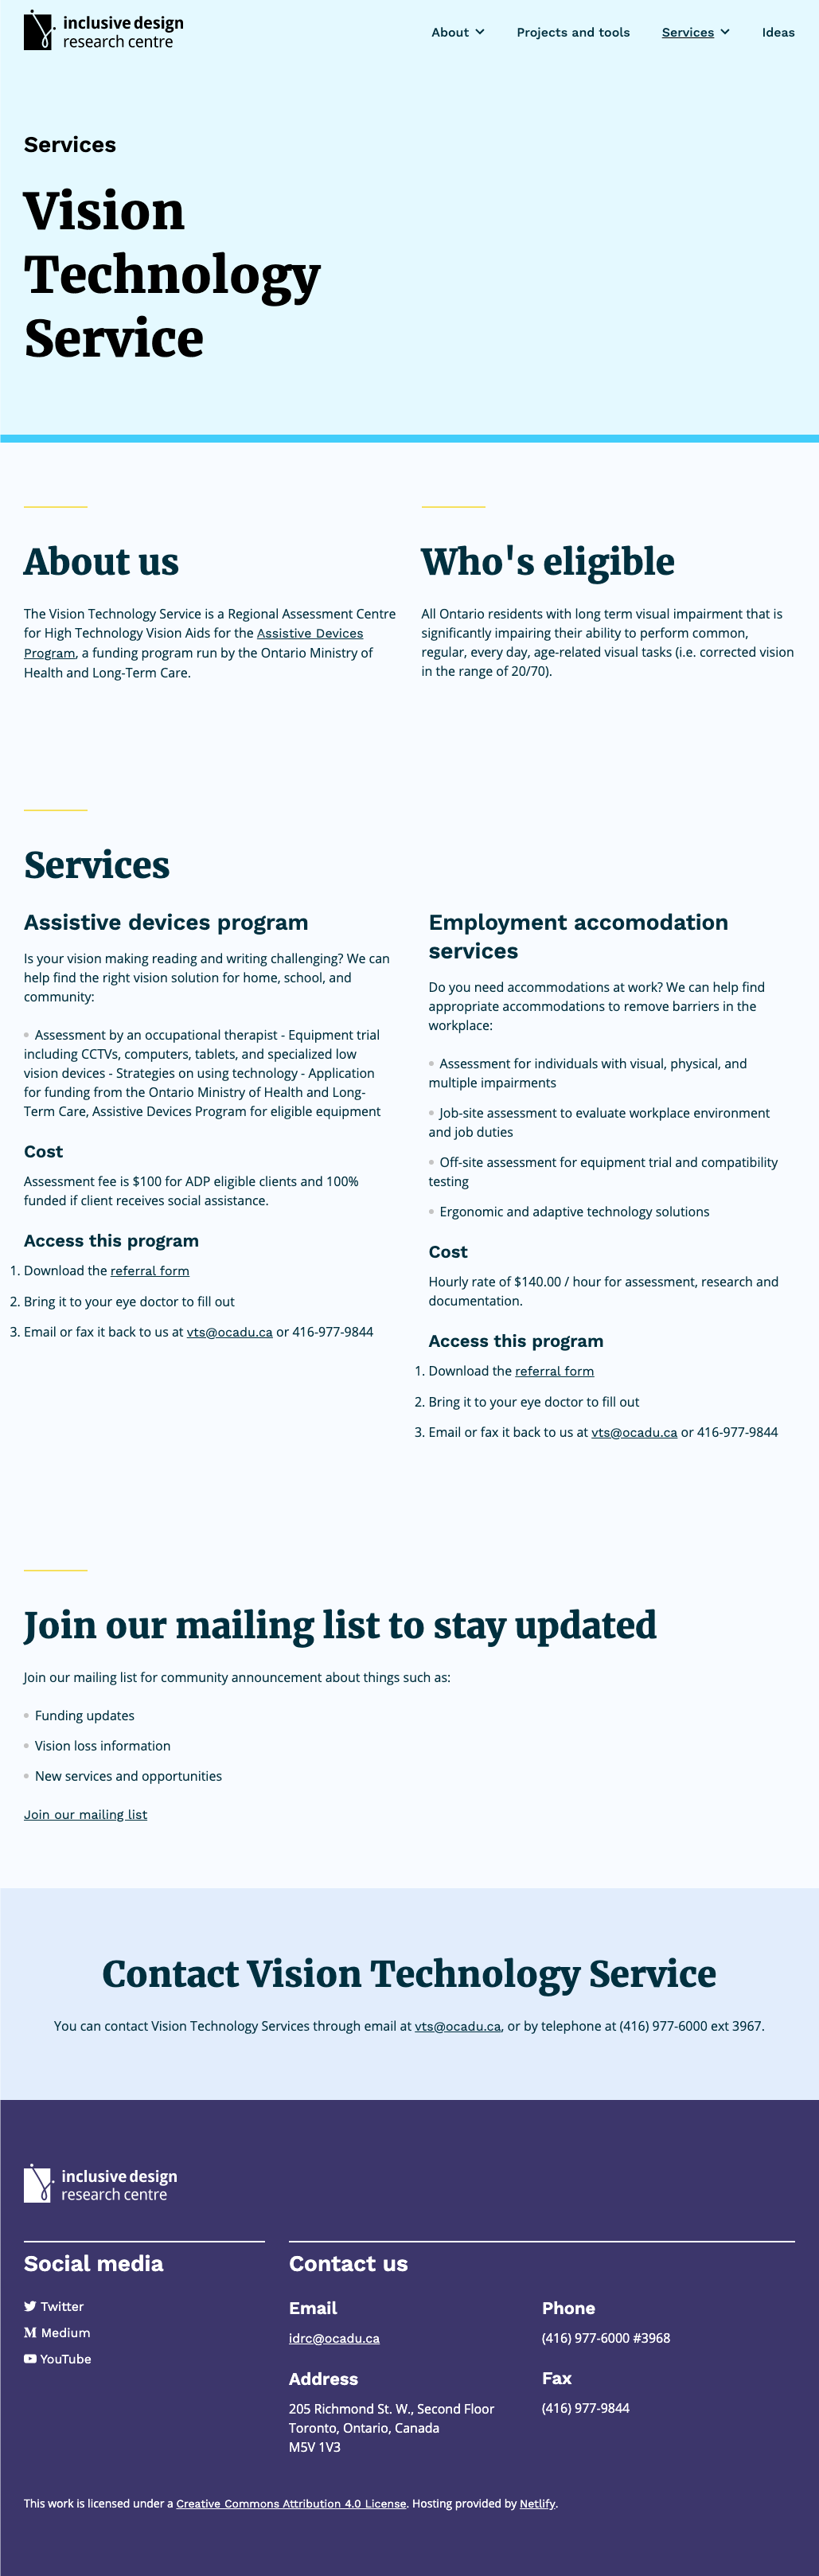 inclusive design
research centre
About
Projects and tools
Services
Ideas
Services
Vision
Technology
Service
About us
The Vision Technology Service is a Regional Assessment Centre
for High Technology Vision Aids for the Assistive Devices
Program, a funding program run by the Ontario Ministry of
Health and Long-Term Care.
Who's eligible
All Ontario residents with long term visual impairment that is
significantly impairing their ability to perform common,
regular, every day, age-related visual tasks (i.e. corrected vision
in the range of 20/70).
Services
Assistive devices program
Is your vision making reading and writing challenging? We can
help find the right vision solution for home, school, and
community:
Assessment by an occupational therapist - Equipment trial
including CCTVs, computers, tablets, and specialized low
vision devices - Strategies on using technology - Application
for funding from the Ontario Ministry of Health and Long-
Term Care, Assistive Devices Program for eligible equipment
Cost
Assessment fee is $100 for ADP eligible clients and 100%
funded if client receives social assistance.
Access this program
1. Download the referral form
2. Bring it to your eye doctor to fill out
3. Email or fax it back to us at vts@ocadu.ca or 416-977-9844
Employment accomodation
services
Do you need accommodations at work? We can help find
appropriate accommodations to remove barriers in the
workplace:
Assessment for individuals with visual, physical, and
multiple impairments
Job-site assessment to evaluate workplace environment
and job duties
Off-site assessment for equipment trial and compatibility
testing
Ergonomic and adaptive technology solutions
Cost
Hourly rate of $140.00 / hour for assessment, research and
documentation.
Access this program
1. Download the referral form
2. Bring it to your eye doctor to fill out
3. Email or fax it back to us at vts@ocadu.ca or 416-977-9844
Join our mailing list to stay updated
Join our mailing list for community announcement about things such as:
Funding updates
Vision loss information
New services and opportunities
Join our mailing list
Contact Vision Technology Service
You can contact Vision Technology Services through email at vts@ocadu.ca, or by telephone at (416) 977-6000 ext 3967.
inclusive design
research centre
Social media
Twitter
Medium
YouTube
Contact us
Email
idrc@ocadu.ca
Address
205 Richmond St. W., Second Floor
Toronto, Ontario, Canada
M5V 1V3
Phone
(416) 977-6000 #3968
Fax
(416) 977-9844
This work is licensed under a Creative Commons Attribution 4.0 License. Hosting provided by Netlify.